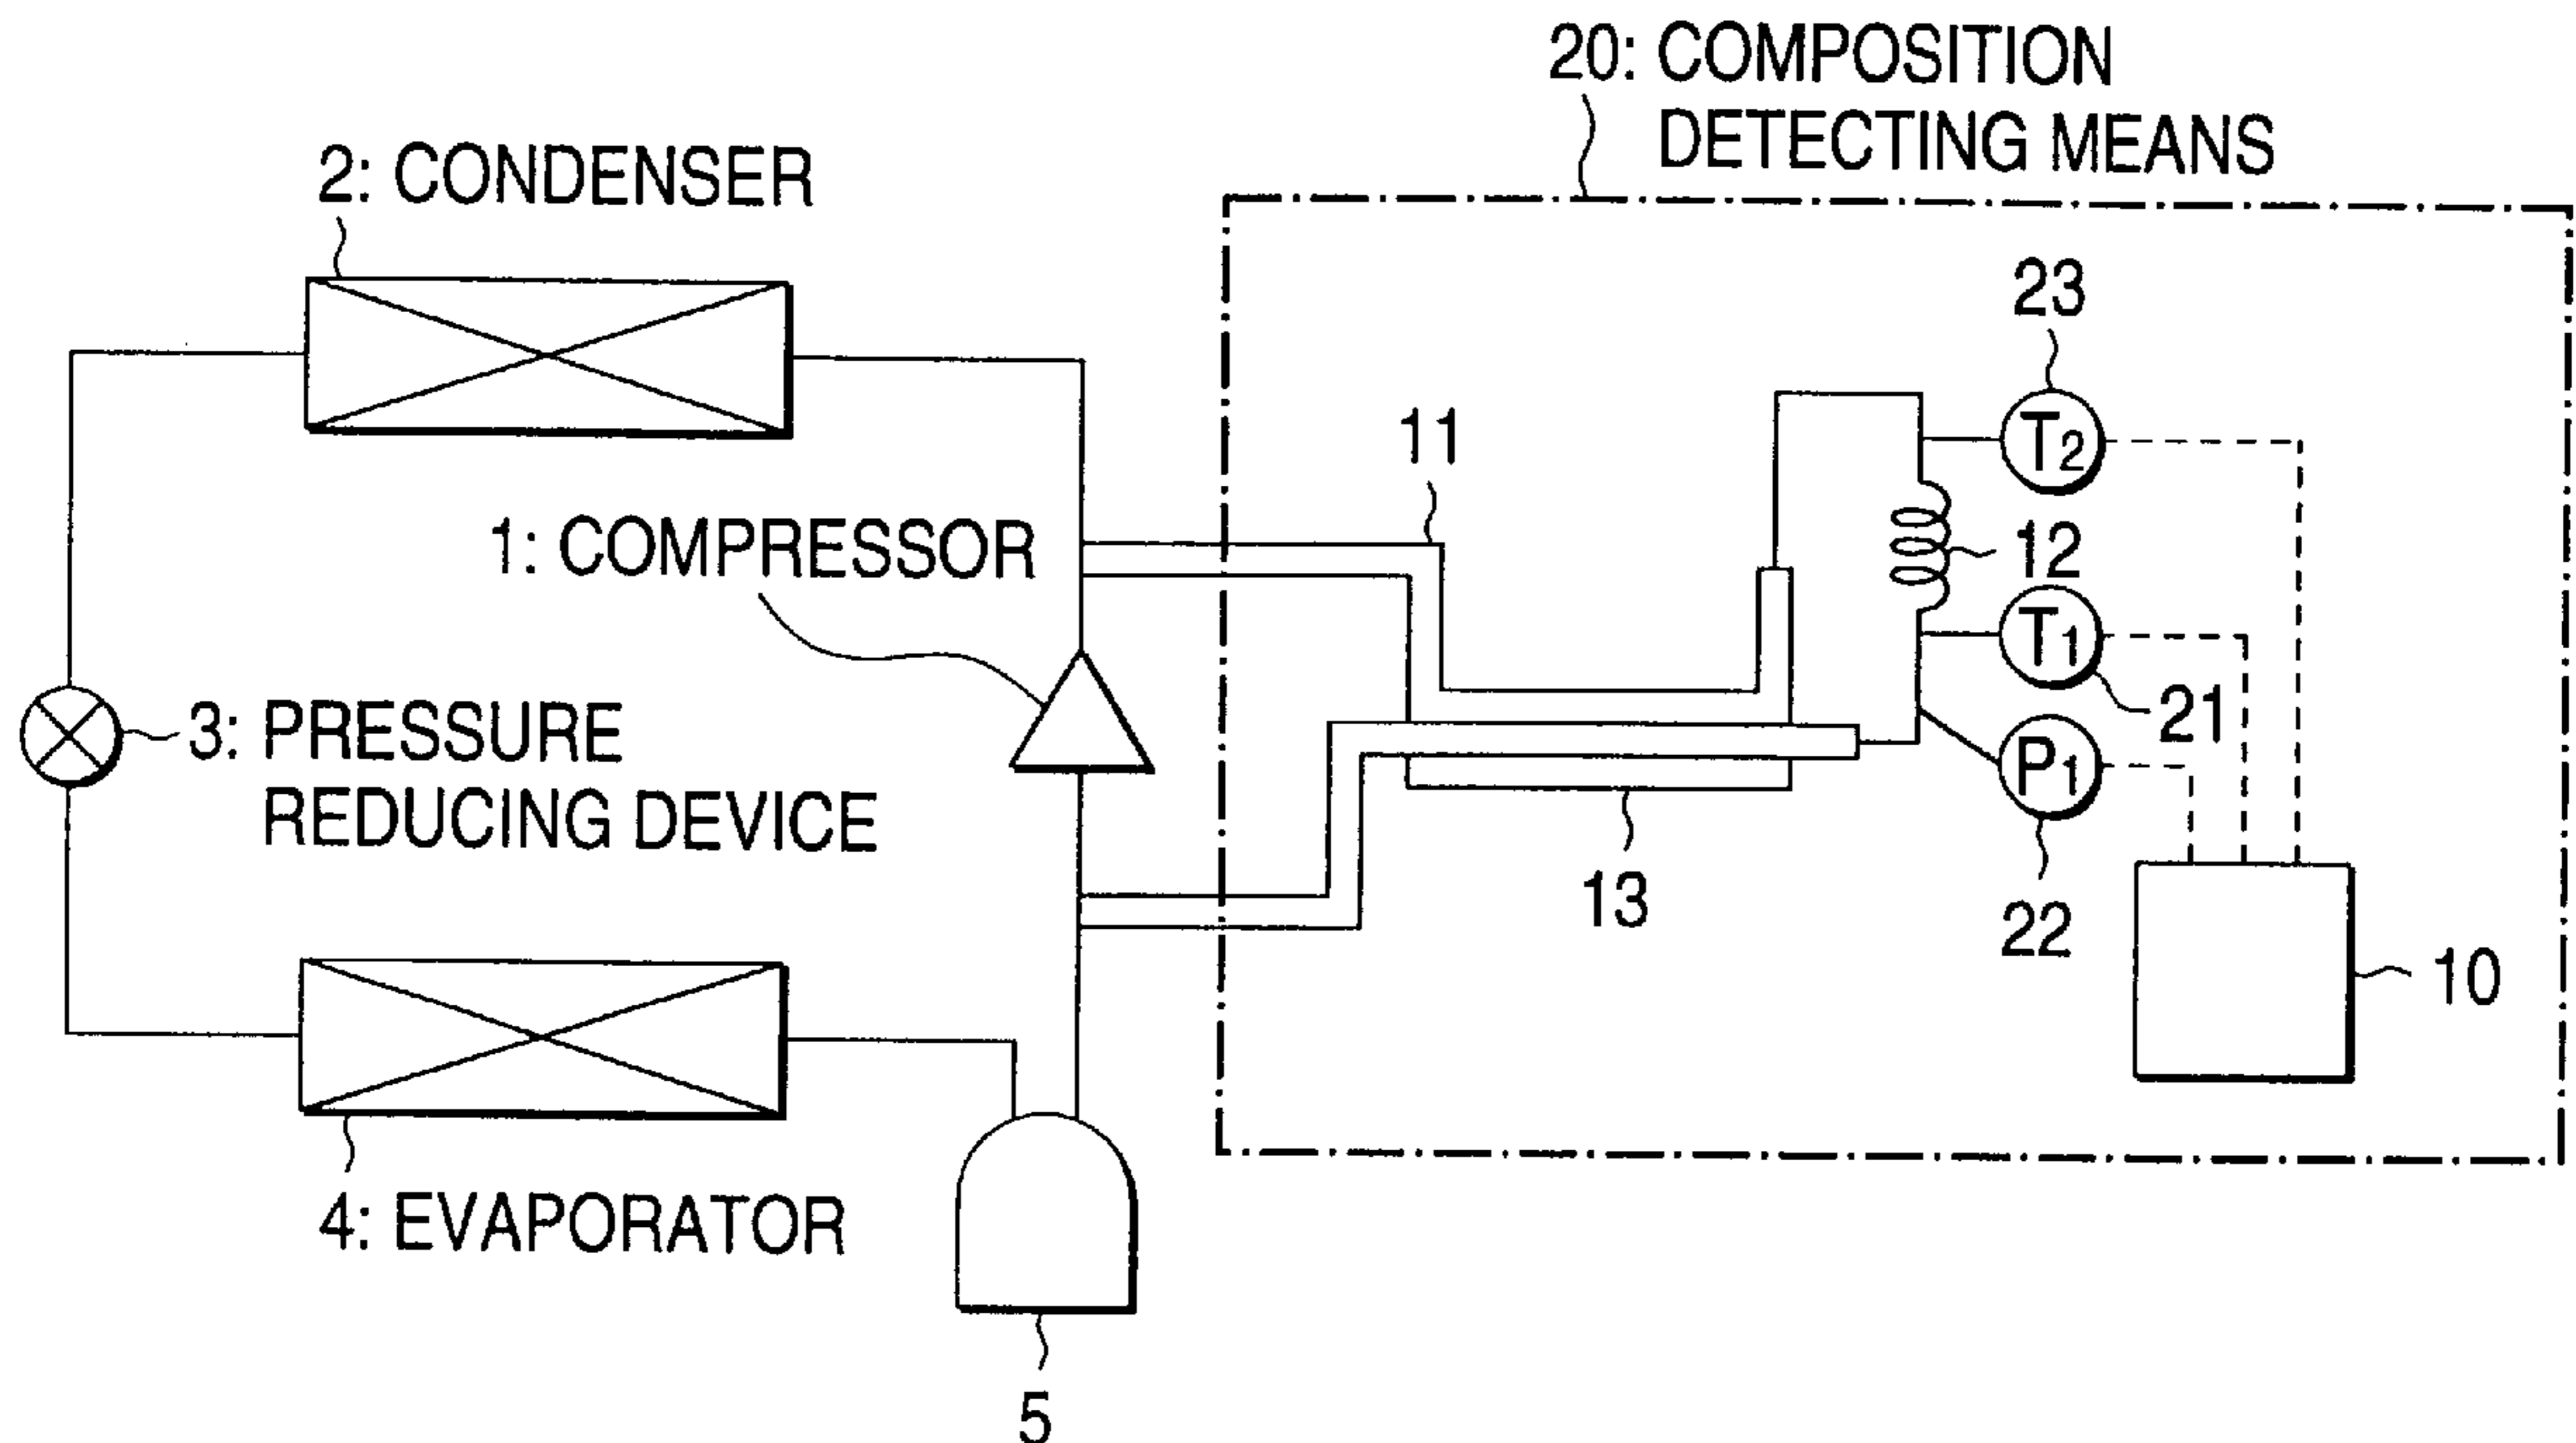 20: COMPOSITION
DETECTING MEANS
2: CONDENSER
23
T2
11
1: COMPRESSOR
12
T1
21
3: PRESSURE
REDUCING DEVICE
P1
13
22
10
4: EVAPORATOR
5